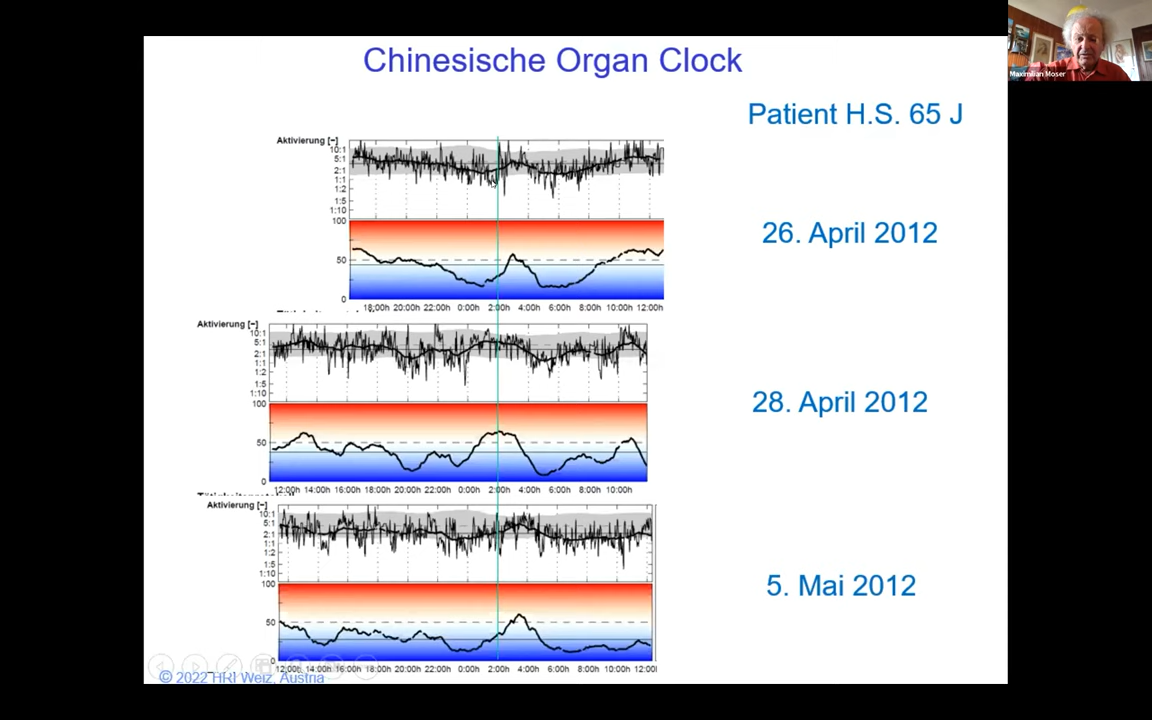 Maximilian Moser
Chinesische Organ Clock
Patient H.S. 65 J
Aktivierung [−]
10:1
5:1
2:1
1:1
1:2
1:5
1:10
100
50
0
18:00h 20:00h 22:00h 0:00h 2:00h 4:00h 6:00h 8:00h 10:00h 12:00h
26. April 2012
Aktivierung [−]
10:1
5:1
2:1
1:1
1:2
1:5
1:10
100
50
0
12:00h 14:00h 16:00h 18:00h 20:00h 22:00h 0:00h 2:00h 4:00h 6:00h 8:00h 10:00h
28. April 2012
Aktivierung [−]
10:1
5:1
2:1
1:1
1:2
1:5
1:10
100
50
0
12:00h 14:00h 16:00h 18:00h 20:00h 22:00h 0:00h 2:00h 4:00h 6:00h 8:00h 10:00h
5. Mai 2012
© 2022 HRI Weiz, Austria